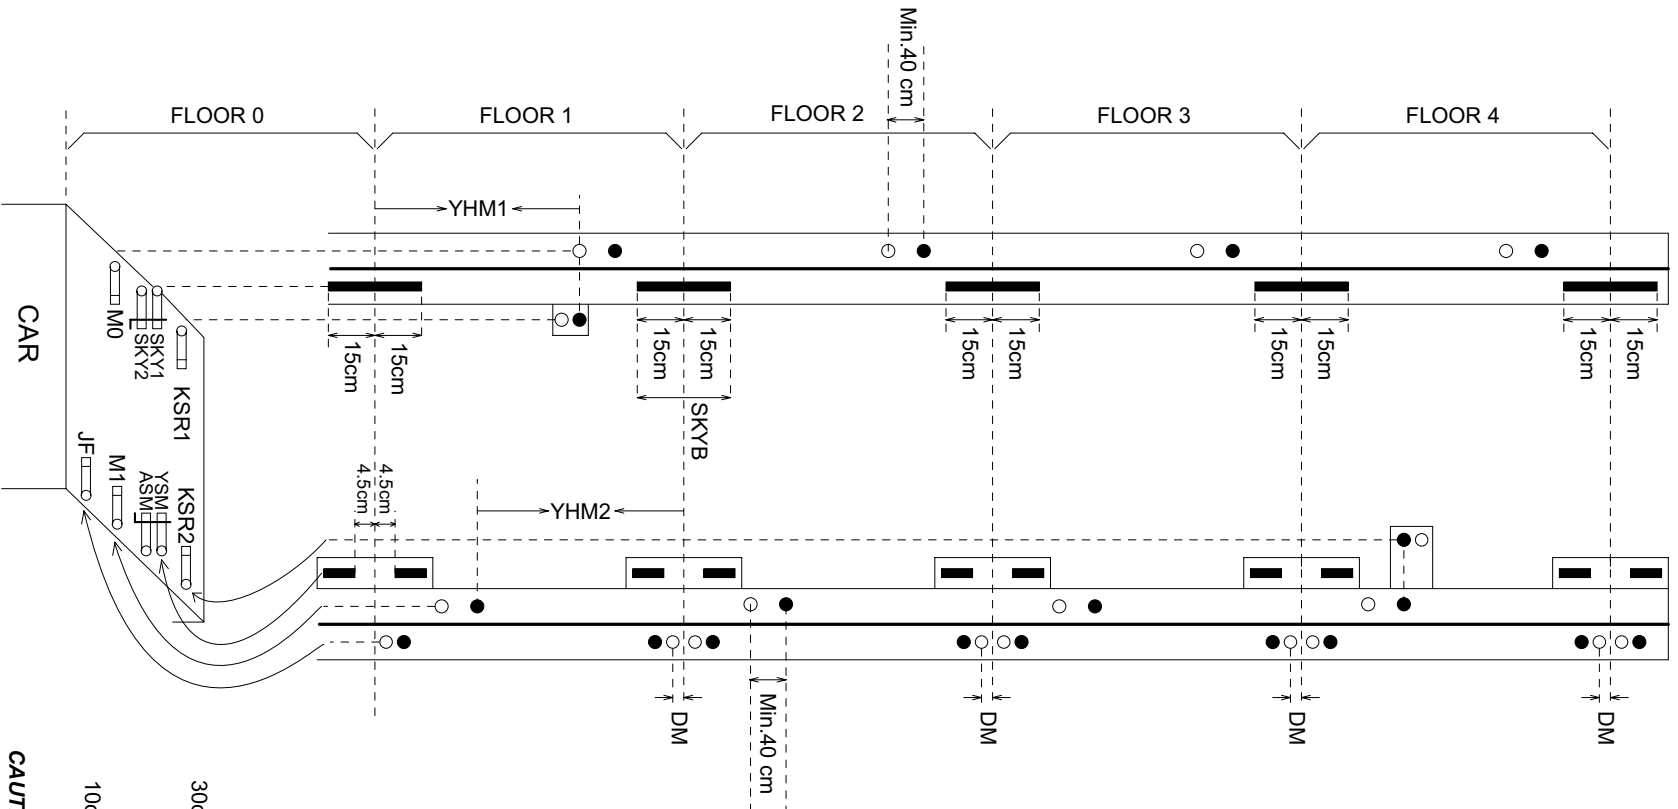 Min.40 cm
FLOOR 0
FLOOR 1
FLOOR 2
FLOOR 3
FLOOR 4
YHM1
15cm
15cm
15cm
15cm
15cm
15cm
15cm
15cm
15cm
15cm
SKYB
CAR
M0
SKY2
SKY1
KSR1
JF
M1
ASM
YSM
KSR2
4.5cm
4.5cm
YHM2
DM
DM
DM
DM
Min.40 cm